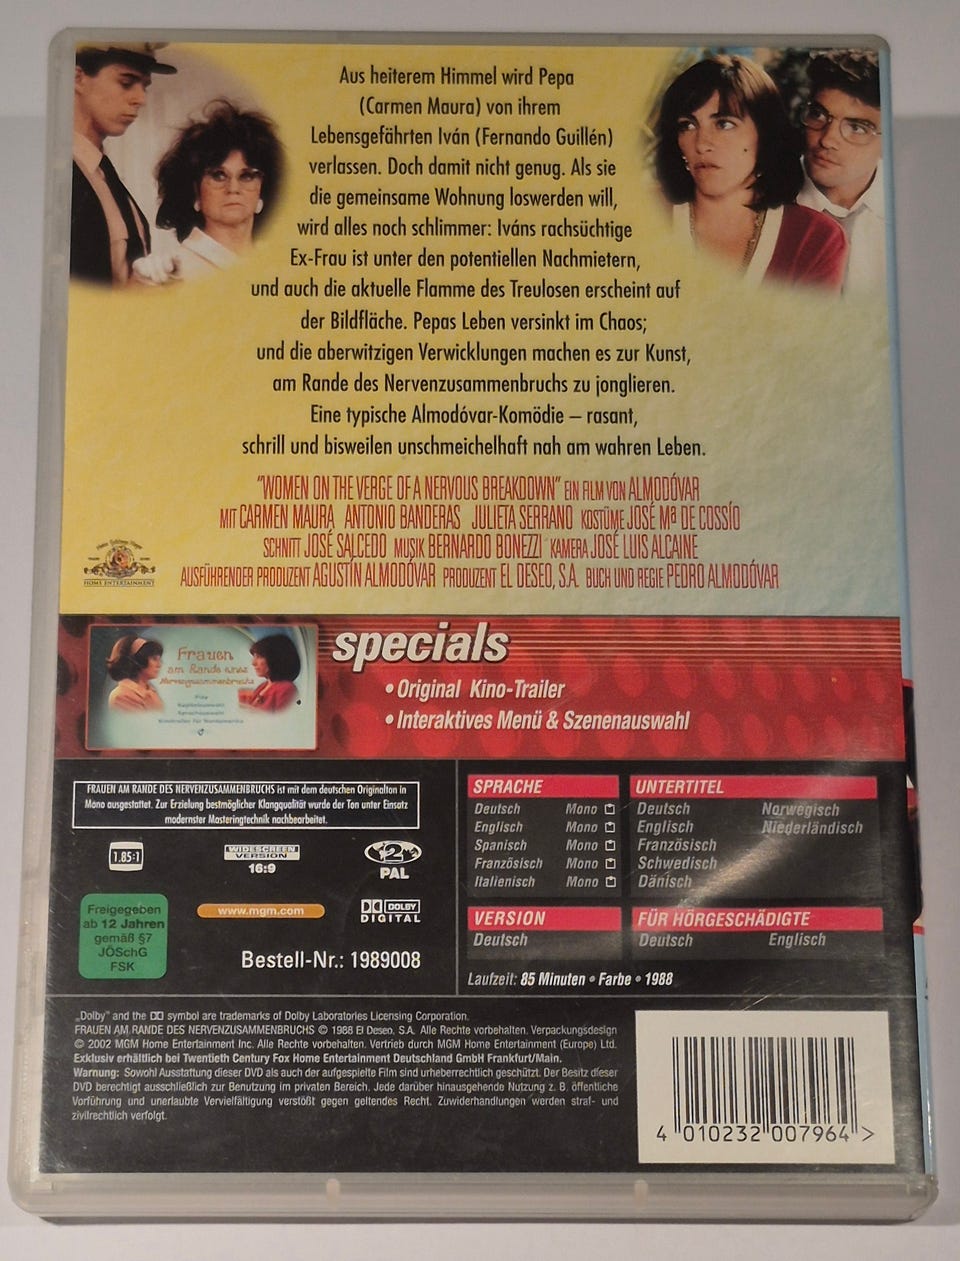 Aus heiterem Himmel wird Pepa
(Carmen Maura) von ihrem
Lebensgefährten Iván (Fernando Guillén)
verlassen. Doch damit nicht genug. Als sie
die gemeinsame Wohnung loswerden will,
wird alles noch schlimmer: Iváns rachsüchtige
Ex-Frau ist unter den potentiellen Nachmietern,
und auch die aktuelle Flamme des Treulosen erscheint auf
der Bildfläche. Pepas Leben versinkt im Chaos;
und die aberwitzigen Verwicklungen machen es zur Kunst,
am Rande des Nervenzusammenbruchs zu jonglieren.
Eine typische Almodóvar-Komödie – rasant,
schrill und bisweilen unschmeichelhaft nah am wahren Leben.
"WOMEN ON THE VERGE OF A NERVOUS BREAKDOWN" EIN FILM VON ALMODÓVAR
MIT CARMEN MAURA ANTONIO BANDERAS JULIETA SERRANO KOSTÜME JOSÉ Mª DE COSSÍO
SCHNITT JOSÉ SALCEDO MUSIK BERNARDO BONEZZI KAMERA JOSÉ LUIS ALCAINE
AUSFÜHRENDER PRODUZENT AGUSTÍN ALMODÓVAR PRODUZENT EL DESEO, S.A. BUCH UND REGIE PEDRO ALMODÓVAR
HOME ENTERTAINMENT
Frauen
am Rande eines
Nervenzusammenbruchs
specials
• Original Kino-Trailer
• Interaktives Menü & Szenenauswahl
FRAUEN AM RANDE DES NERVENZUSAMMENBRUCHS ist mit dem deutschen Originalton in
Mono ausgestattet. Zur Erzielung bestmöglicher Klangqualität wurde der Ton unter Einsatz
modernster Masteringtechnik nachbearbeitet.
1.85:1
WIDESCREEN
VERSION
16:9
2
PAL
Freigegeben
ab 12 Jahren
gemäß §7
JÖSchG
FSK
www.mgm.com
DOLBY
DIGITAL
Bestell-Nr.: 1989008
SPRACHE
Deutsch Mono
Englisch Mono
Spanisch Mono
Französisch Mono
Italienisch Mono
UNTERTITEL
Deutsch Norwegisch
Englisch Niederländisch
Französisch
Schwedisch
Dänisch
VERSION
Deutsch
FÜR HÖRGESCHÄDIGTE
Deutsch Englisch
Laufzeit: 85 Minuten • Farbe • 1988
„Dolby" and the DD symbol are trademarks of Dolby Laboratories Licensing Corporation.
FRAUEN AM RANDE DES NERVENZUSAMMENBRUCHS © 1988 El Deseo, S.A. Alle Rechte vorbehalten. Verpackungsdesign
© 2002 MGM Home Entertainment Inc. Alle Rechte vorbehalten. Vertrieb durch MGM Home Entertainment (Europe) Ltd.
Exklusiv erhältlich bei Twentieth Century Fox Home Entertainment Deutschland GmbH Frankfurt/Main.
Warnung: Sowohl Ausstattung dieser DVD als auch der aufgespielte Film sind urheberrechtlich geschützt. Der Besitz dieser
DVD berechtigt ausschließlich zur Benutzung im privaten Bereich. Jede darüber hinausgehende Nutzung z. B. öffentliche
Vorführung und unerlaubte Vervielfältigung verstößt gegen geltendes Recht. Zuwiderhandlungen werden straf- und
zivilrechtlich verfolgt.
4 010232 007964 >